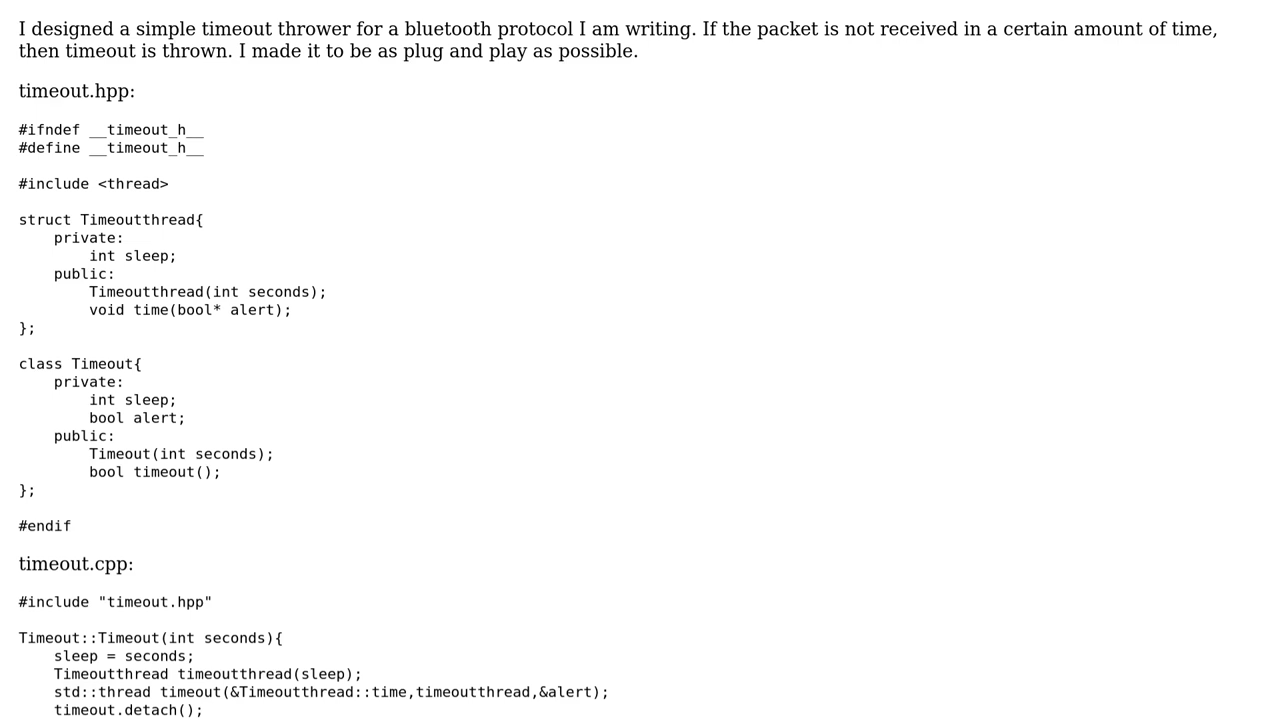 I designed a simple timeout thrower for a bluetooth protocol I am writing. If the packet is not received in a certain amount of time,
then timeout is thrown. I made it to be as plug and play as possible.
timeout.hpp:
#ifndef __timeout_h__
#define __timeout_h__
#include <thread>
struct Timeoutthread{
    private:
        int sleep;
    public:
        Timeoutthread(int seconds);
        void time(bool* alert);
};
class Timeout{
    private:
        int sleep;
        bool alert;
    public:
        Timeout(int seconds);
        bool timeout();
};
#endif
timeout.cpp:
#include "timeout.hpp"
Timeout::Timeout(int seconds){
    sleep = seconds;
    Timeoutthread timeoutthread(sleep);
    std::thread timeout(&Timeoutthread::time,timeoutthread,&alert);
    timeout.detach();